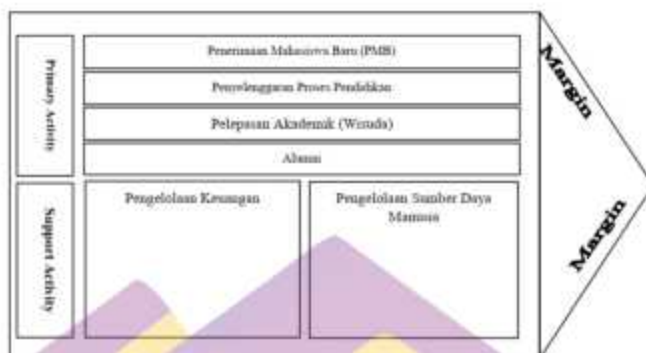 Primary Activity
Penerimaan Mahasiswa Baru (PMB)
Penyelenggaraan Proses Pendidikan
Pelepasan Akademik (Wisuda)
Alumni
Margin
Support Activity
Pengelolaan Keuangan
Pengelolaan Sumber Daya
Manusia
Margin